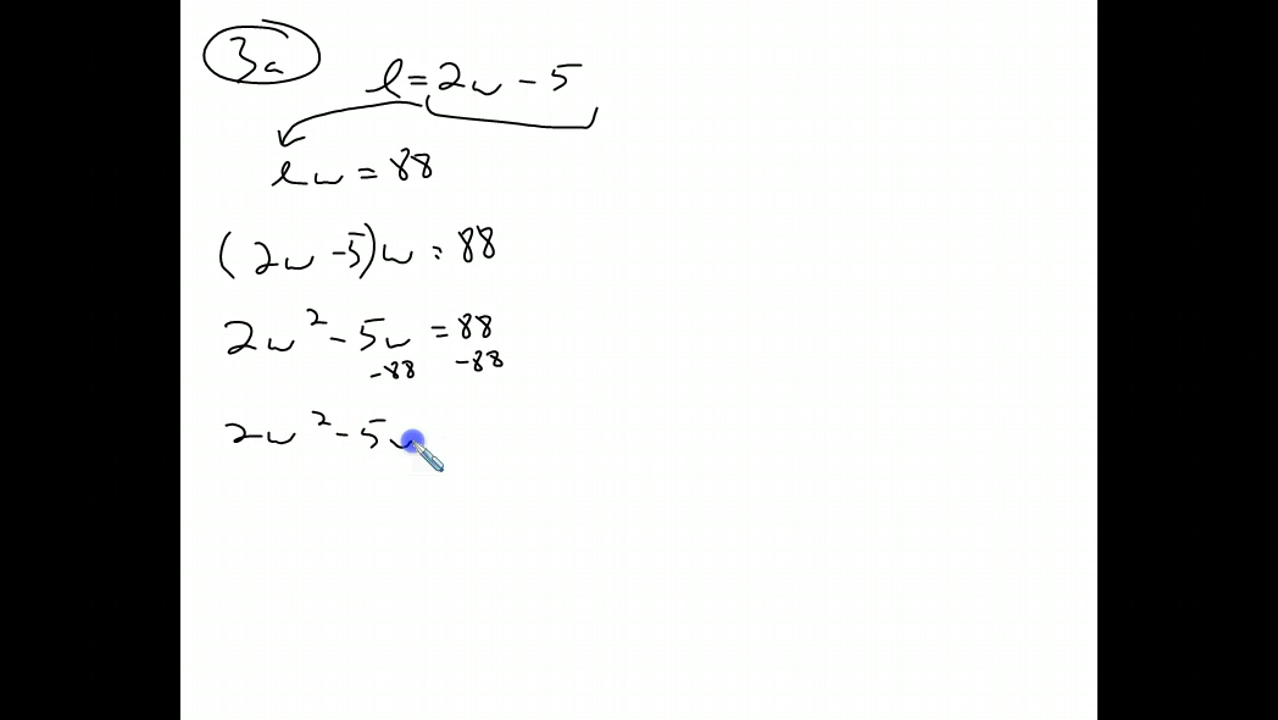 3a
l = 2w - 5
lw = 88
(2w - 5)w = 88
2w² - 5w = 88
-88 -88
2w² - 5w